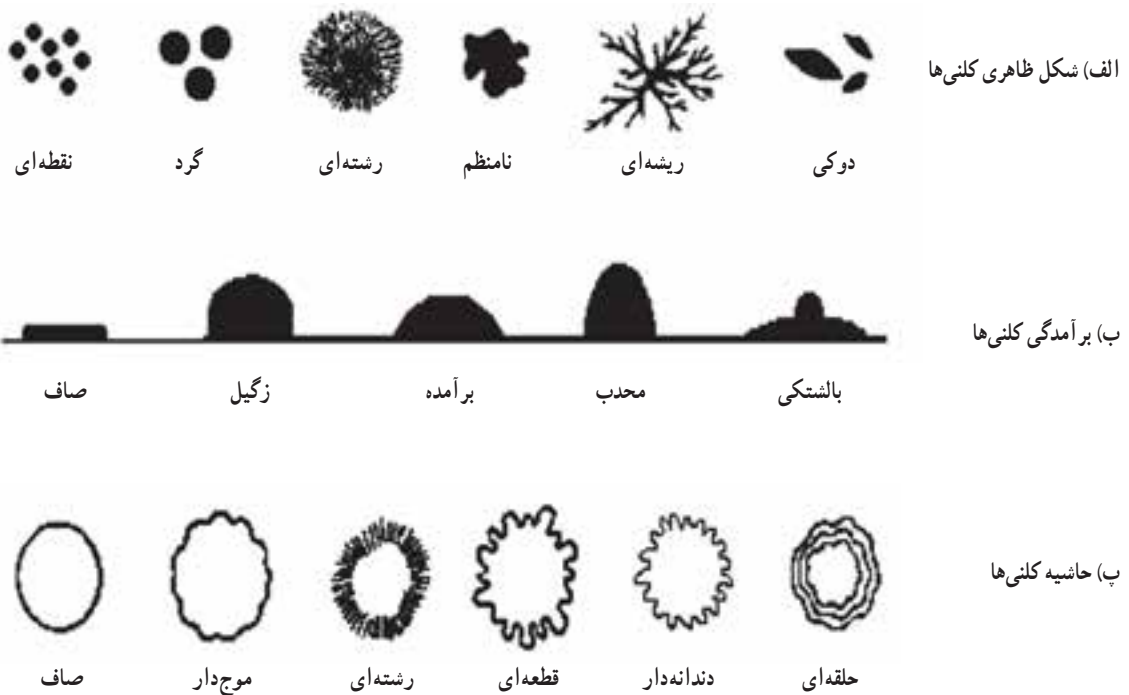 الف) شکل ظاهری کلنی‌ها
دوکی ریشه‌ای نامنظم رشته‌ای گرد نقطه‌ای
ب) برآمدگی کلنی‌ها
بالشتکی محدب برآمده زگیل صاف
پ) حاشیه کلنی‌ها
حلقه‌ای دندانه‌دار قطعه‌ای رشته‌ای موج‌دار صاف